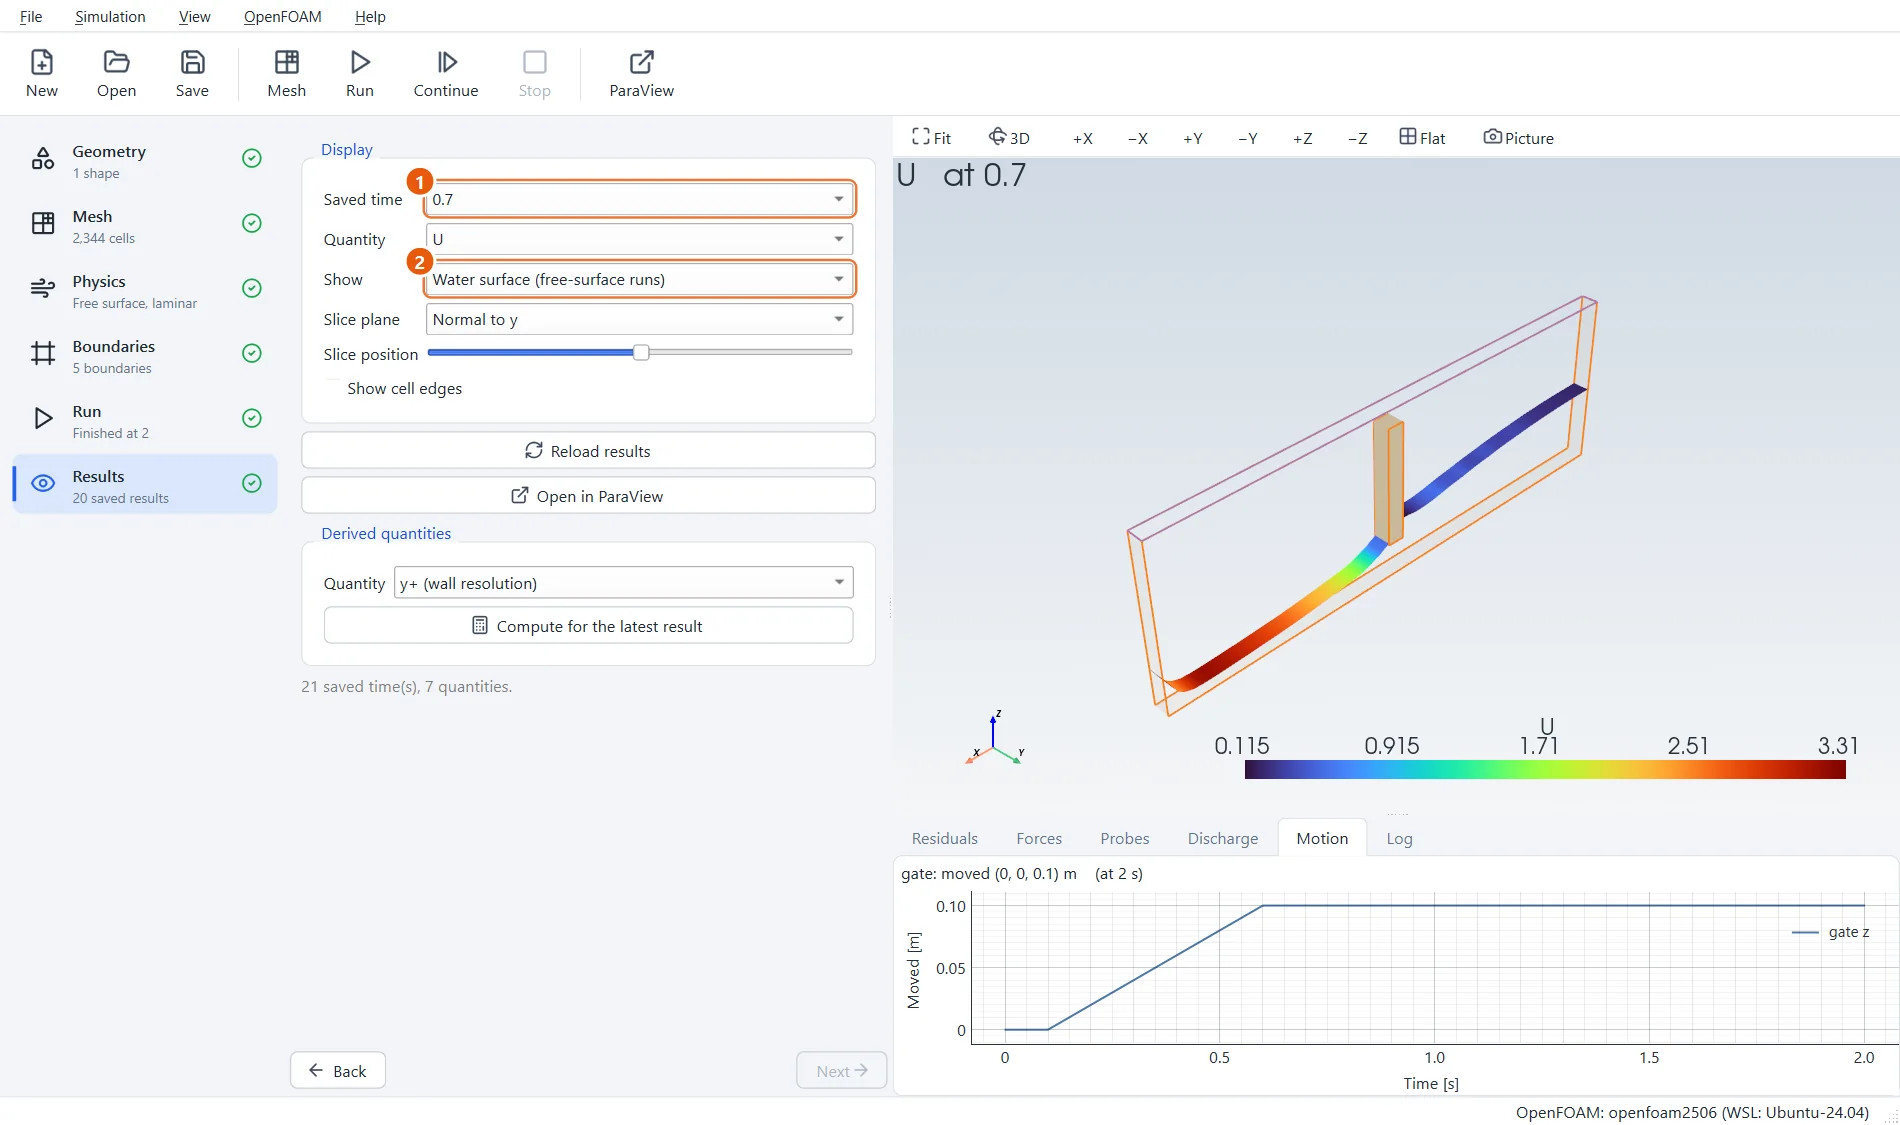 File Simulation View OpenFOAM Help
New Open Save Mesh Run Continue Stop ParaView
Geometry
1 shape
Mesh
2,344 cells
Physics
Free surface, laminar
Boundaries
5 boundaries
Run
Finished at 2
Results
20 saved results
Display
1
Saved time 0.7
Quantity U
2
Show Water surface (free-surface runs)
Slice plane Normal to y
Slice position
Show cell edges
Reload results
Open in ParaView
Derived quantities
Quantity y+ (wall resolution)
Compute for the latest result
21 saved time(s), 7 quantities.
← Back Next →
Fit 3D +X −X +Y −Y +Z −Z Flat Picture
U at 0.7
Z
X Y
U
0.115 0.915 1.71 2.51 3.31
Residuals Forces Probes Discharge Motion Log
gate: moved (0, 0, 0.1) m (at 2 s)
0.10
0.05
0
Moved [m]
gate z
0 0.5 1.0 1.5 2.0
Time [s]
OpenFOAM: openfoam2506 (WSL: Ubuntu-24.04)